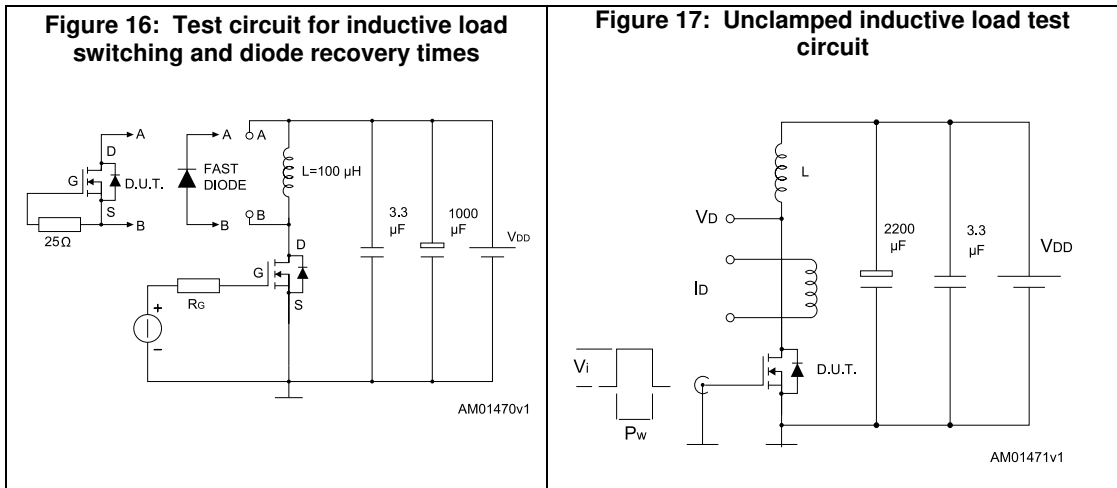 Figure 16: Test circuit for inductive load
switching and diode recovery times
A
D
G
D.U.T.
S
25Ω
B
A
FAST
DIODE
B
A
L=100 µH
B
D
G
S
RG
+
−
3.3
µF
1000
µF
VDD
AM01470v1
Figure 17: Unclamped inductive load test
circuit
L
VD
ID
2200
µF
3.3
µF
VDD
Vi
Pw
D.U.T.
AM01471v1